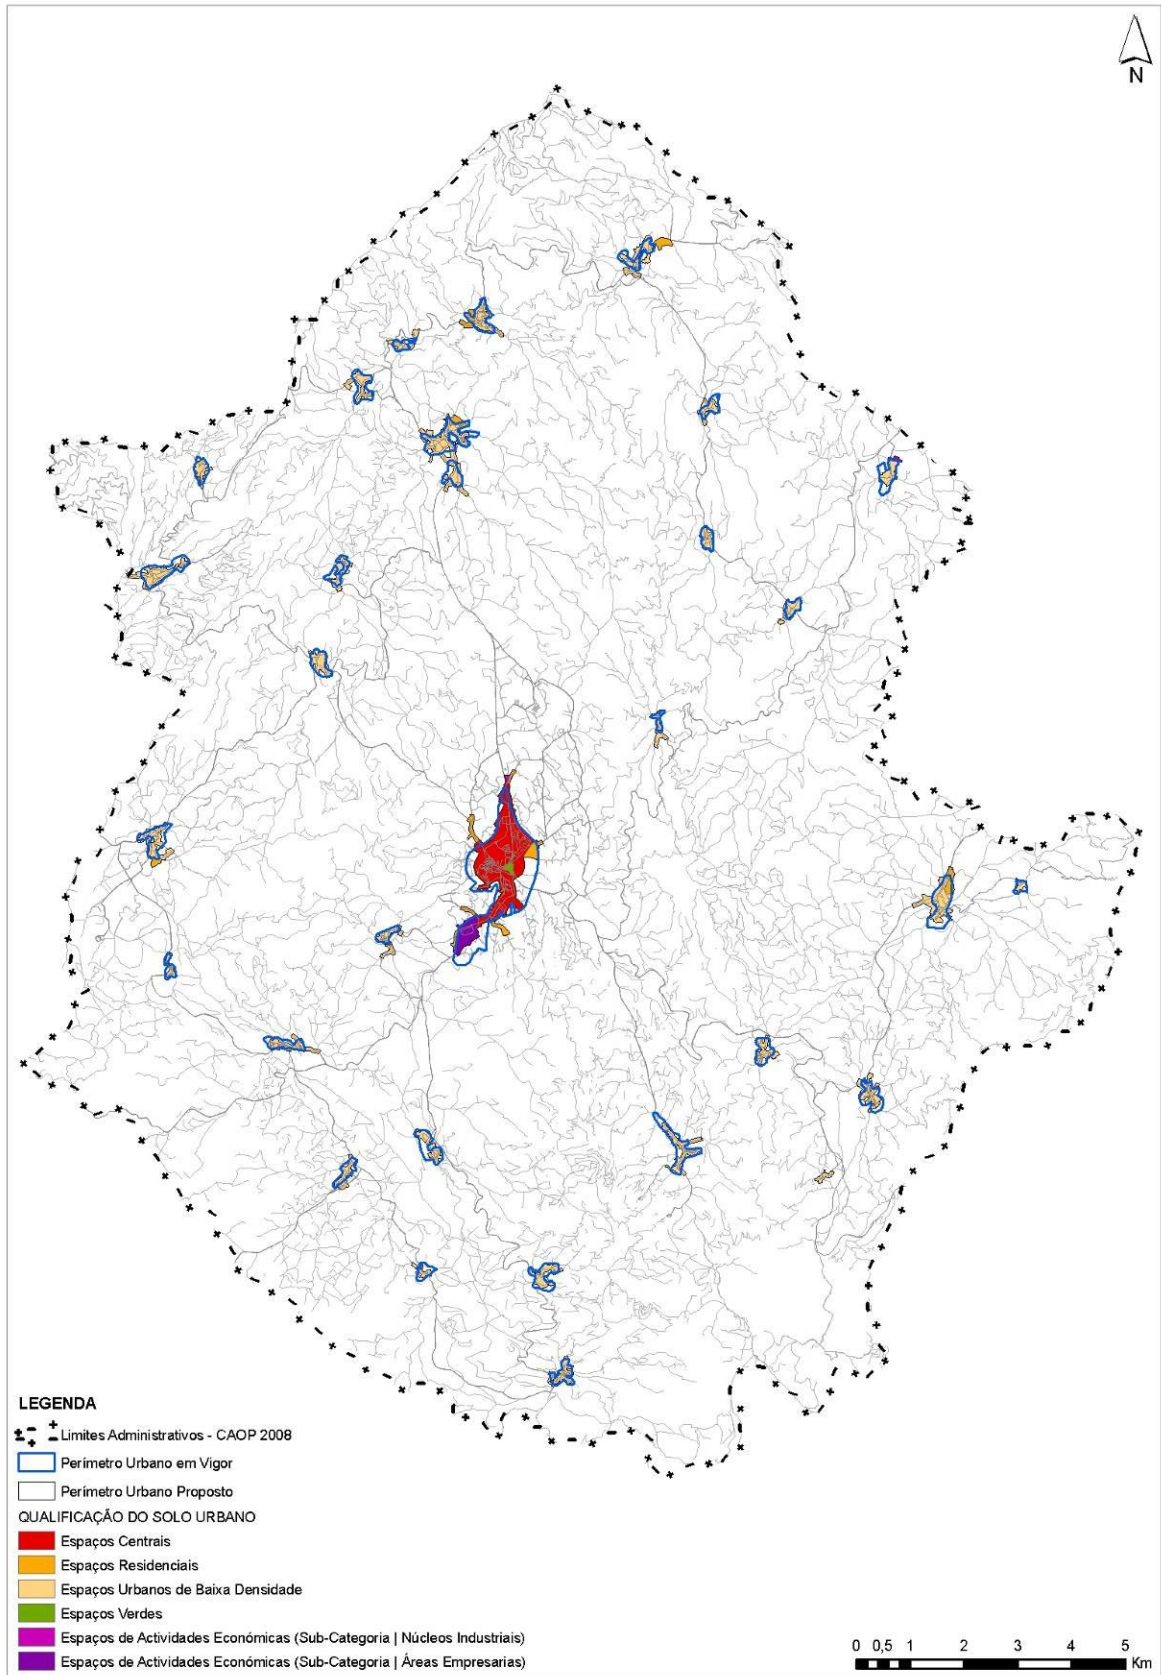 N
LEGENDA
Limites Administrativos - CAOP 2008
Perímetro Urbano em Vigor
Perímetro Urbano Proposto
QUALIFICAÇÃO DO SOLO URBANO
Espaços Centrais
Espaços Residenciais
Espaços Urbanos de Baixa Densidade
Espaços Verdes
Espaços de Actividades Económicas (Sub-Categoria | Núcleos Industriais)
Espaços de Actividades Económicas (Sub-Categoria | Áreas Empresarias)
0 0,5 1 2 3 4 5
Km